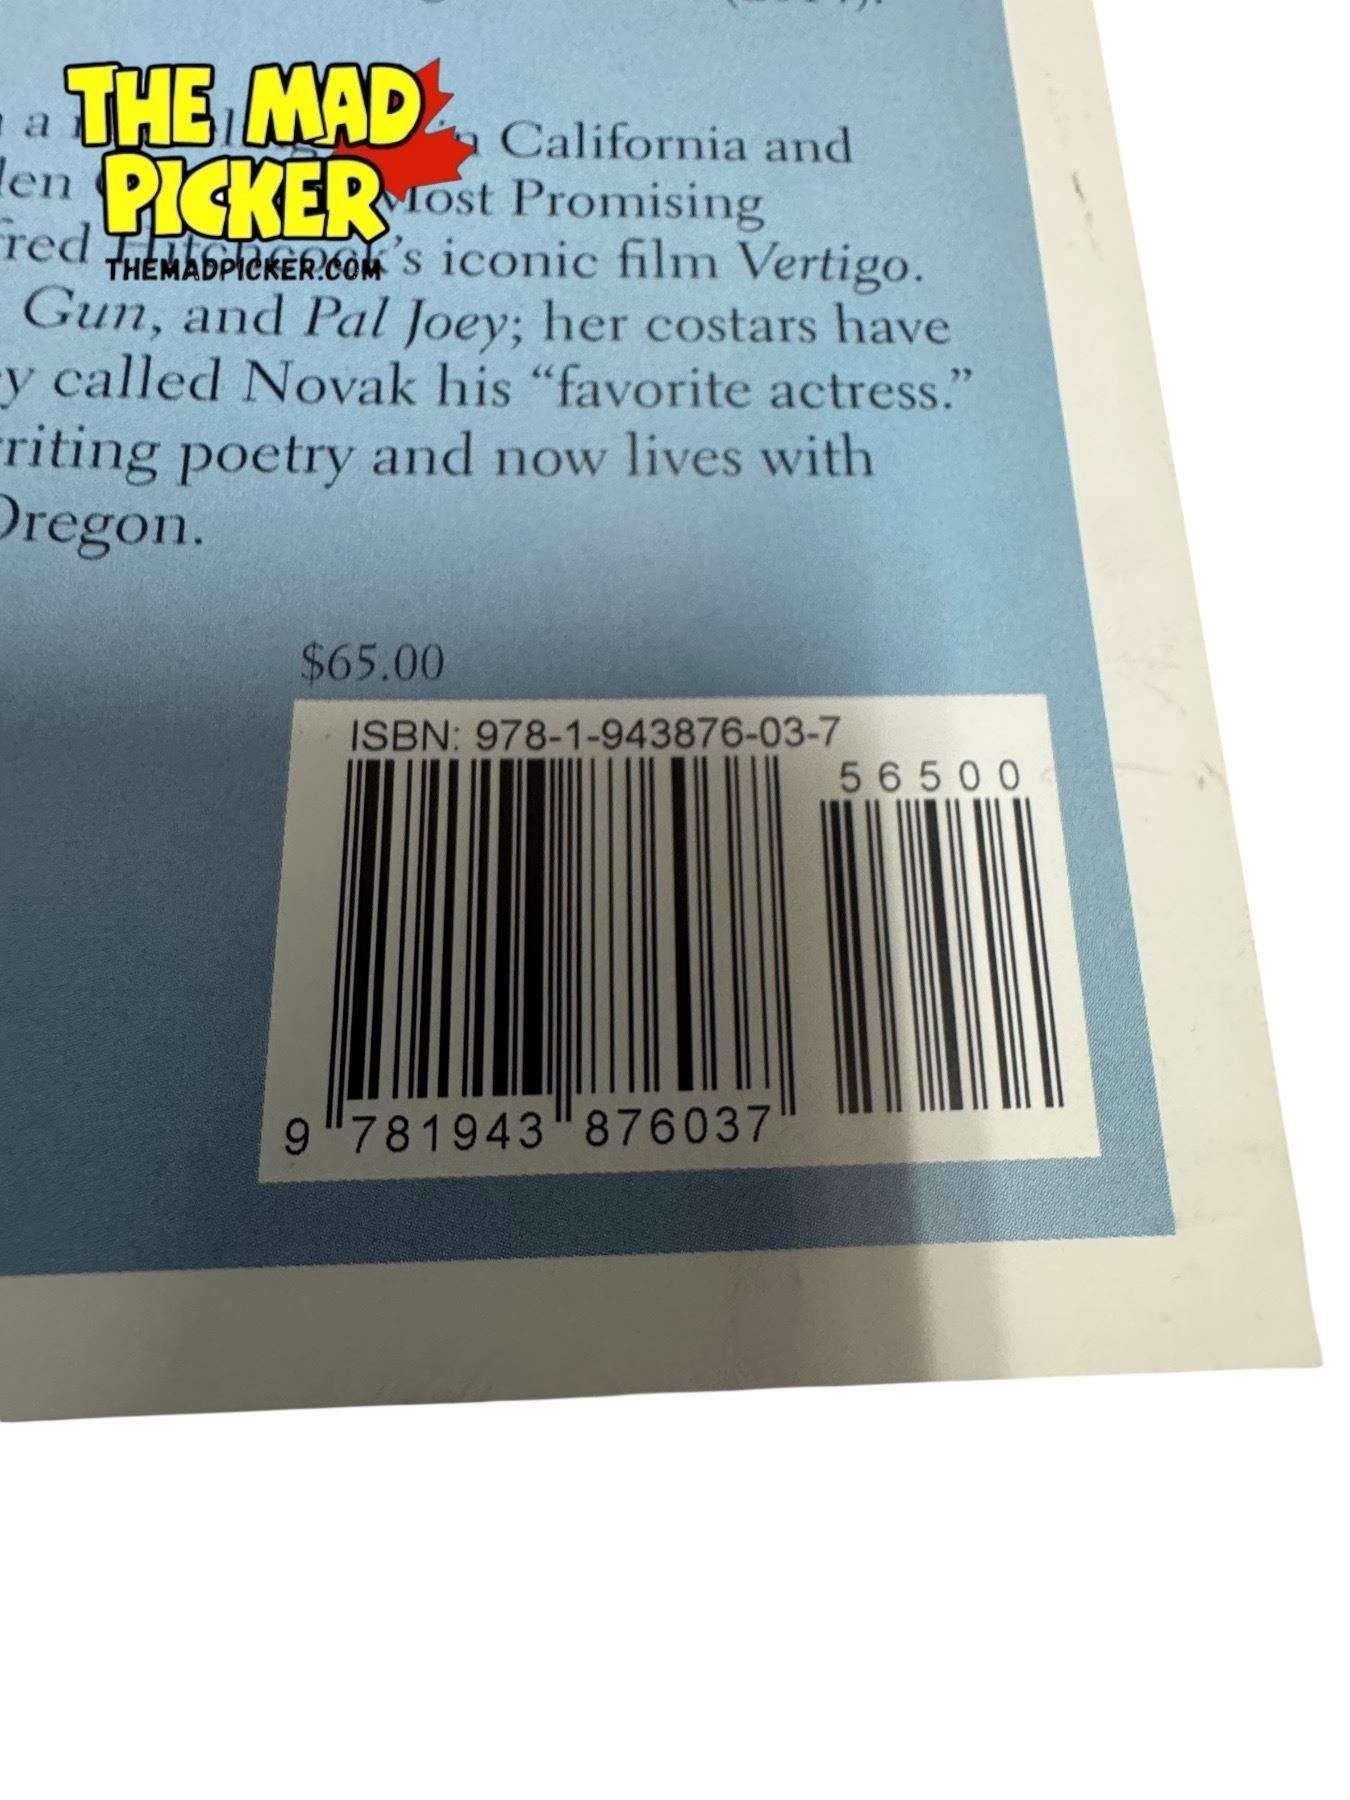 THE MAD
PICKER
THEMADPICKER.COM
a in California and
Most Promising
Hitchcock's iconic film Vertigo.
Gun, and Pal Joey; her costars have
called Novak his “favorite actress.”
poetry and now lives with
Oregon.
$65.00
ISBN: 978-1-943876-03-7
56500
9 781943 876037